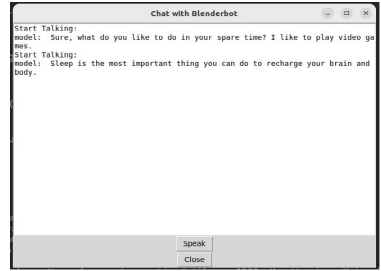 Chat with Blenderbot
Start Talking:
model:  Sure, what do you like to do in your spare time? I like to play video ga
mes.
Start Talking:
model:  Sleep is the most important thing you can do to recharge your brain and
body.
Speak
Close